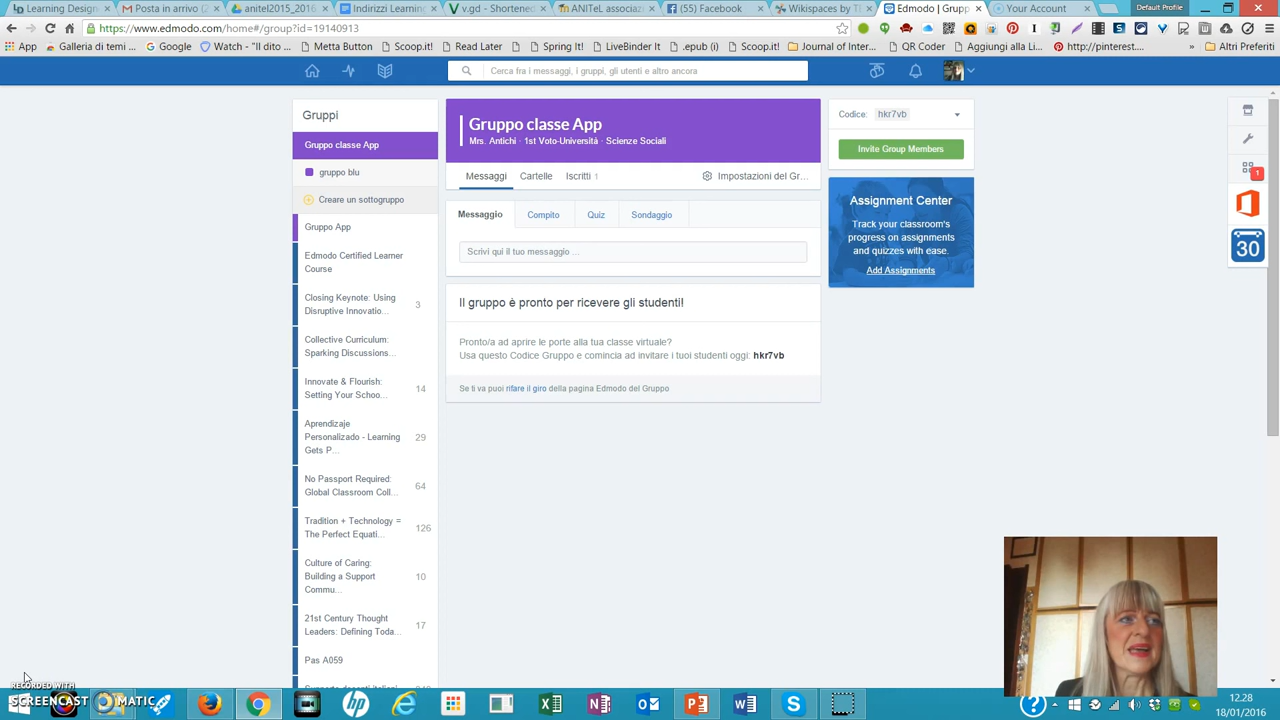 Learning Design
Posta in arrivo (2
anitel2015_2016
Indirizzi Learning
v.gd - Shortened
ANITeL associaz
(55) Facebook
Wikispaces by T
Edmodo | Grupp
Your Account
Default Profile
https://www.edmodo.com/home#/group?id=19140913
App
Galleria di temi ...
Google
Weight - "Il dito ...
Metta Button
Scoop.it!
Read Later
Spring It!
LiveBinder It
.epub (i)
Scoop.it!
Journal of Inter...
QR Coder
Aggiungi alla Li...
http://pinterest....
»
Altri Preferiti
Cerca fra i messaggi, i gruppi, gli utenti e altro ancora
Gruppi
Gruppo classe App
gruppo blu
Creare un sottogruppo
Gruppo App
Edmodo Certified Learner
Course
Closing Keynote: Using
Disruptive Innovatio...
3
Collective Curriculum:
Sparking Discussions...
Innovate & Flourish:
Setting Your Schoo...
14
Aprendizaje
Personalizado - Learning
Gets P...
29
No Passport Required:
Global Classroom Coll...
64
Tradition + Technology =
The Perfect Equati...
126
Culture of Caring:
Building a Support
Commu...
10
21st Century Thought
Leaders: Defining Toda...
17
Pas A059
Gruppo classe App
Mrs. Antichi · 1st Voto-Università · Scienze Sociali
Messaggi Cartelle Iscritti 1 Impostazioni del Gr...
Messaggio Compito Quiz Sondaggio
Scrivi qui il tuo messaggio ...
Il gruppo è pronto per ricevere gli studenti!
Pronto/a ad aprire le porte alla tua classe virtuale?
Usa questo Codice Gruppo e comincia ad invitare i tuoi studenti oggi: hkr7vb
Se ti va puoi rifare il giro della pagina Edmodo del Gruppo
Codice: hkr7vb
Invite Group Members
Assignment Center
Track your classroom's
progress on assignments
and quizzes with ease.
Add Assignments
1
30
RECORDED WITH
SCREENCAST MATIC
12.28
18/01/2016